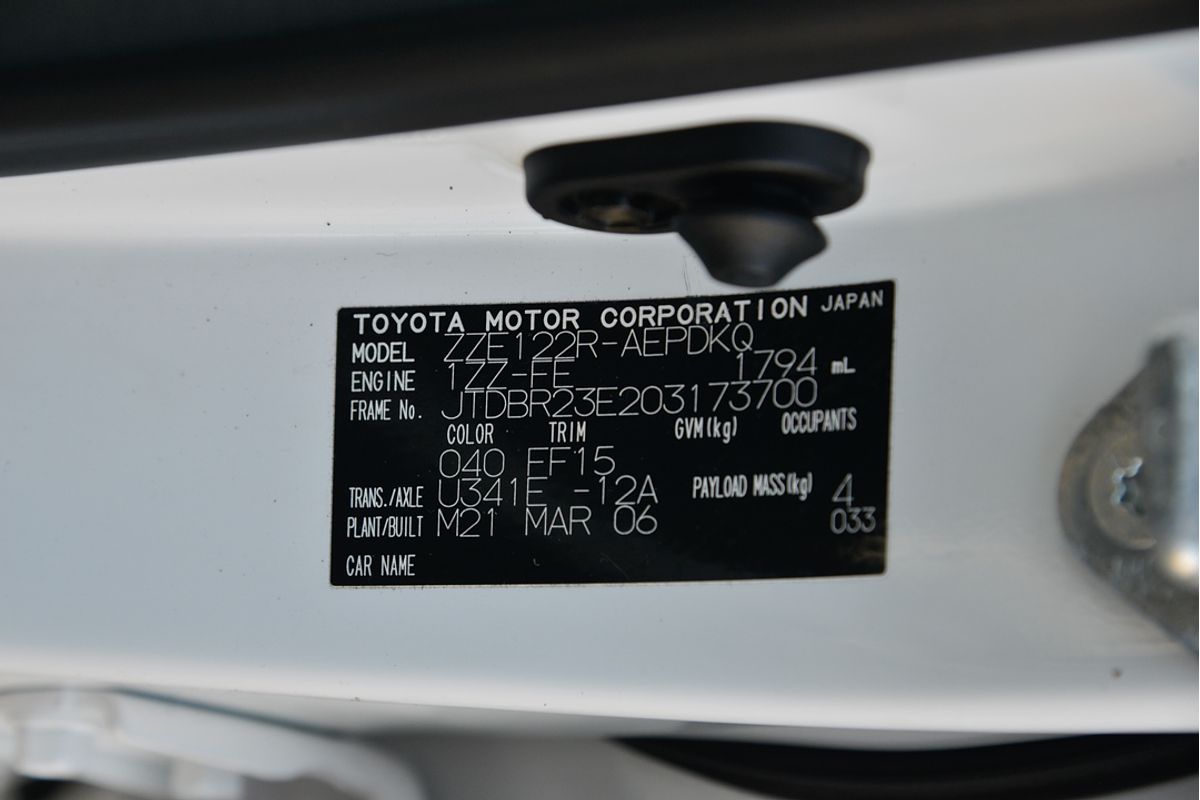 TOYOTA MOTOR CORPORATION JAPAN
MODEL ZZE122R-AEPDKQ
ENGINE 1ZZ-FE 1794 mL
FRAME No. JTDBR23E203173700
COLOR TRIM GVM(kg) OCCUPANTS
040 FF15
TRANS./AXLE U341E -12A PAYLOAD MASS(kg) 4
PLANT/BUILT M21 MAR 06 033
CAR NAME